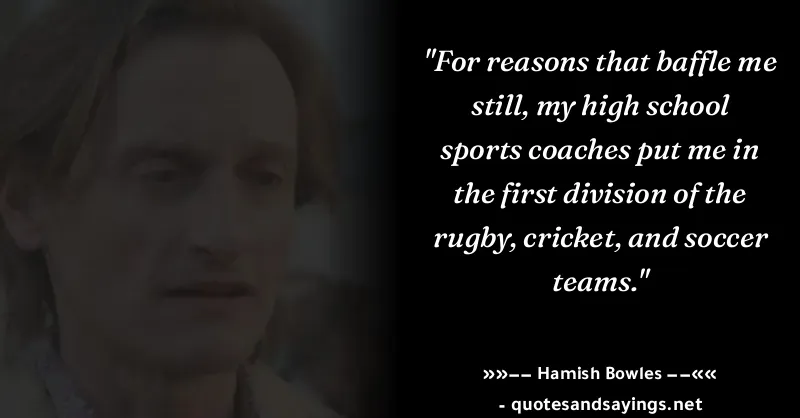 "For reasons that baffle me
still, my high school
sports coaches put me in
the first division of the
rugby, cricket, and soccer
teams."
»»−− Hamish Bowles −−««
- quotesandsayings.net